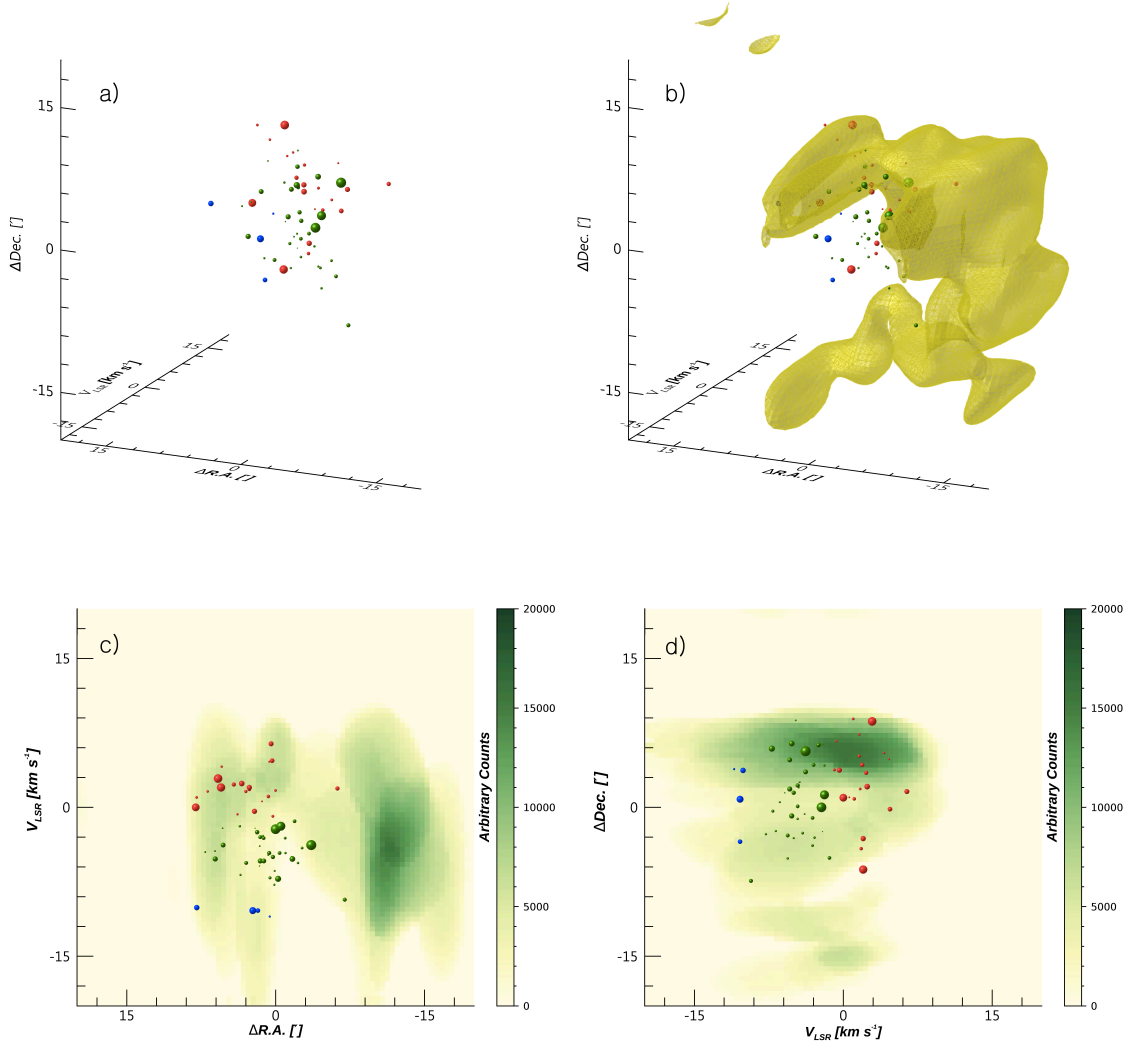 a)
15
0
-15
ΔDec. [′]
15
0
-15
V_LSR [km s⁻¹]
15
0
-15
ΔR.A. [′]
b)
15
0
-15
ΔDec. [′]
15
0
-15
V_LSR [km s⁻¹]
15
0
-15
ΔR.A. [′]
c)
15
0
-15
V_LSR [km s⁻¹]
15
0
-15
ΔR.A. [′]
20000
15000
10000
5000
0
Arbitrary Counts
d)
15
0
-15
ΔDec. [′]
-15
0
15
V_LSR [km s⁻¹]
20000
15000
10000
5000
0
Arbitrary Counts